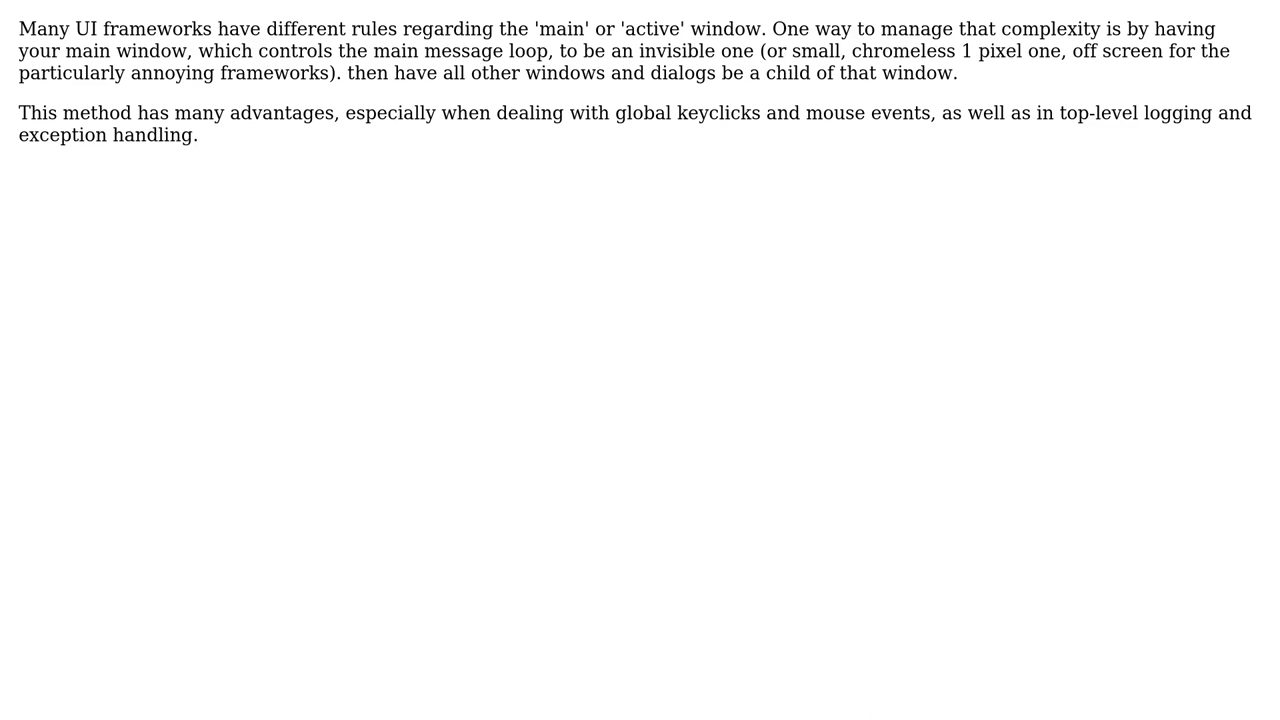 Many UI frameworks have different rules regarding the 'main' or 'active' window. One way to manage that complexity is by having
your main window, which controls the main message loop, to be an invisible one (or small, chromeless 1 pixel one, off screen for the
particularly annoying frameworks). then have all other windows and dialogs be a child of that window.
This method has many advantages, especially when dealing with global keyclicks and mouse events, as well as in top-level logging and
exception handling.